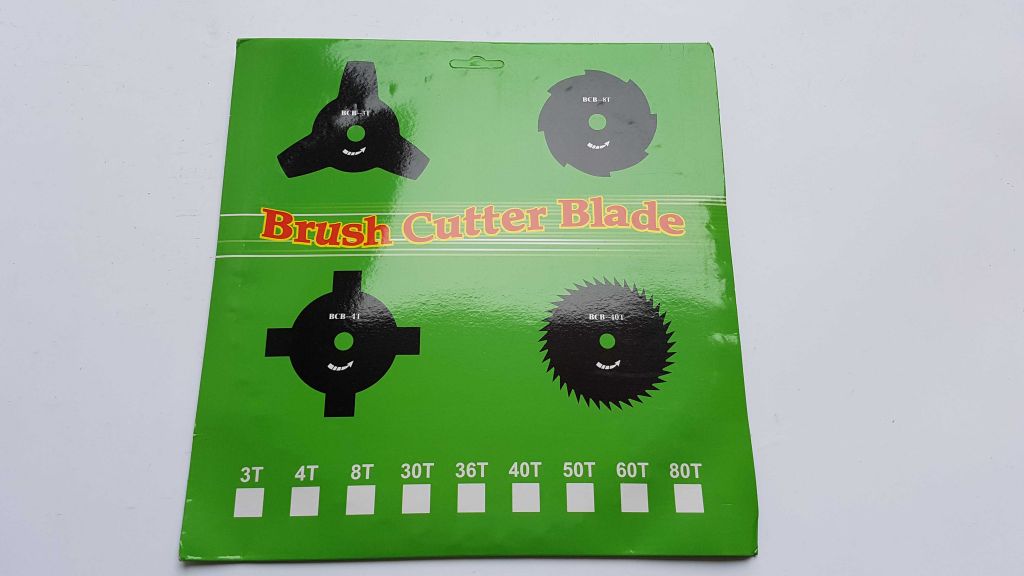 BCB-3T
BCB-8T
Brush Cutter Blade
BCB-4T
BCB-40T
3T 4T 8T 30T 36T 40T 50T 60T 80T